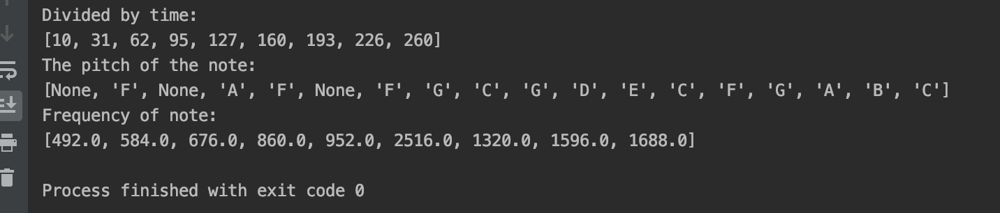 Divided by time:
[10, 31, 62, 95, 127, 160, 193, 226, 260]
The pitch of the note:
[None, 'F', None, 'A', 'F', None, 'F', 'G', 'C', 'G', 'D', 'E', 'C', 'F', 'G', 'A', 'B', 'C']
Frequency of note:
[492.0, 584.0, 676.0, 860.0, 952.0, 2516.0, 1320.0, 1596.0, 1688.0]
Process finished with exit code 0